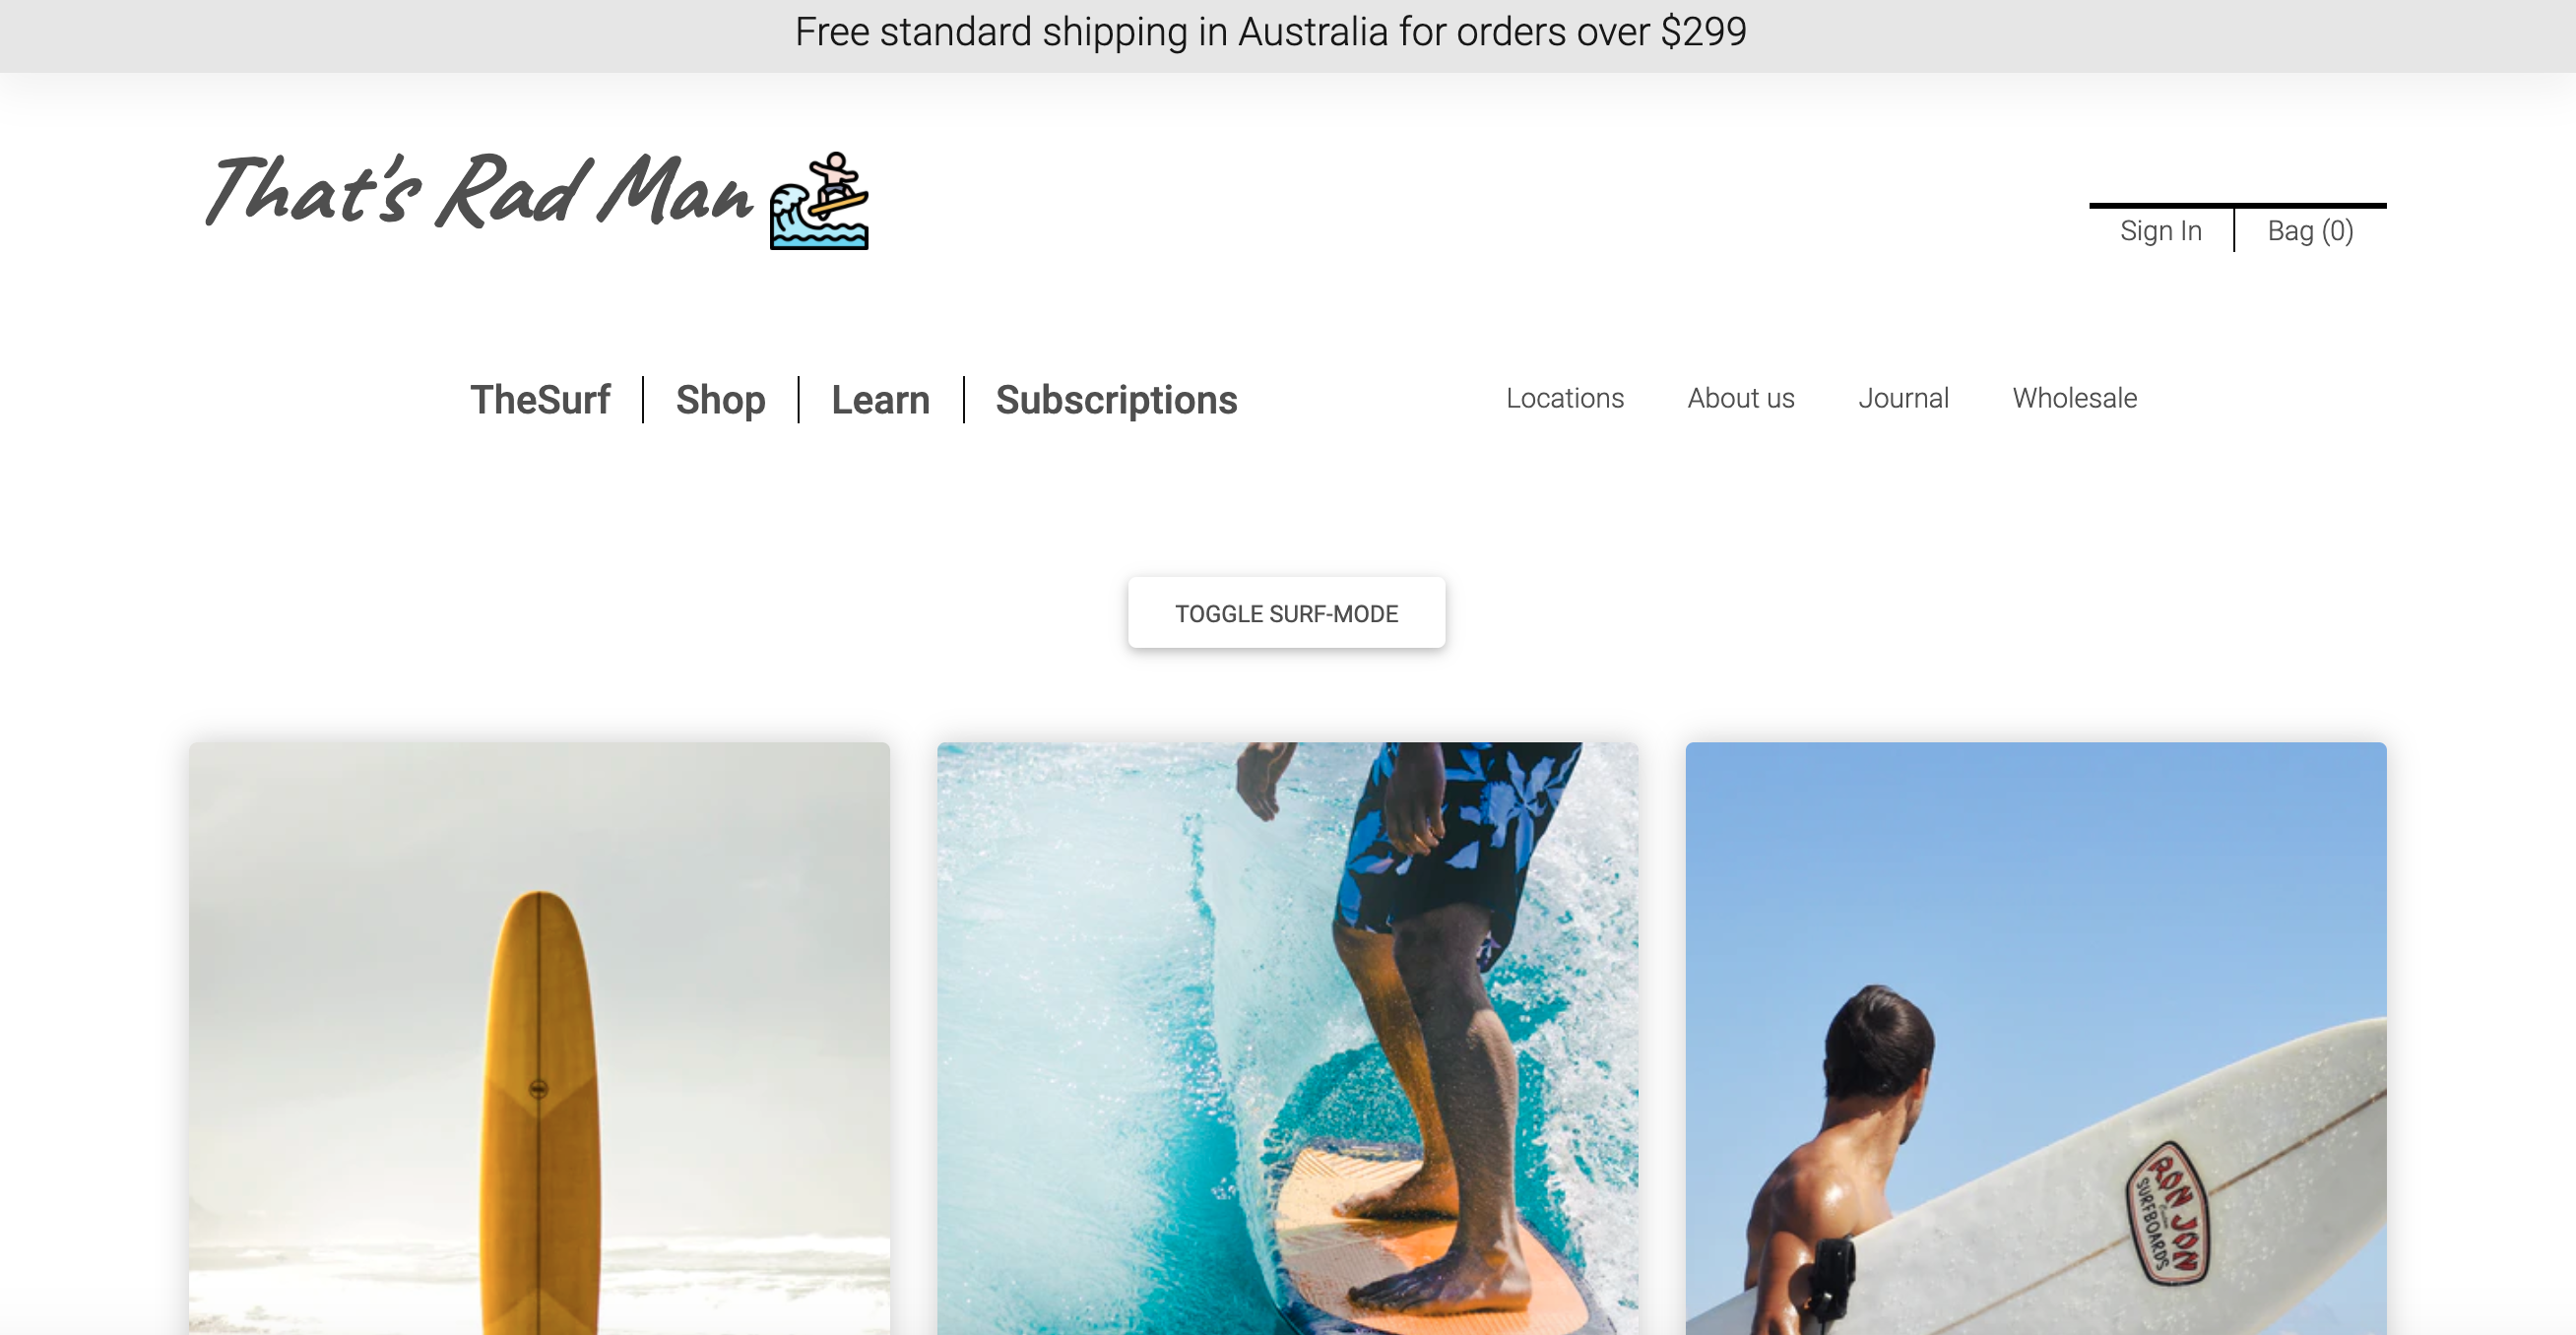 Free standard shipping in Australia for orders over $299
That's Rad Man
Sign In
Bag (0)
TheSurf
Shop
Learn
Subscriptions
Locations
About us
Journal
Wholesale
TOGGLE SURF-MODE
RON JON
SURFBOARDS